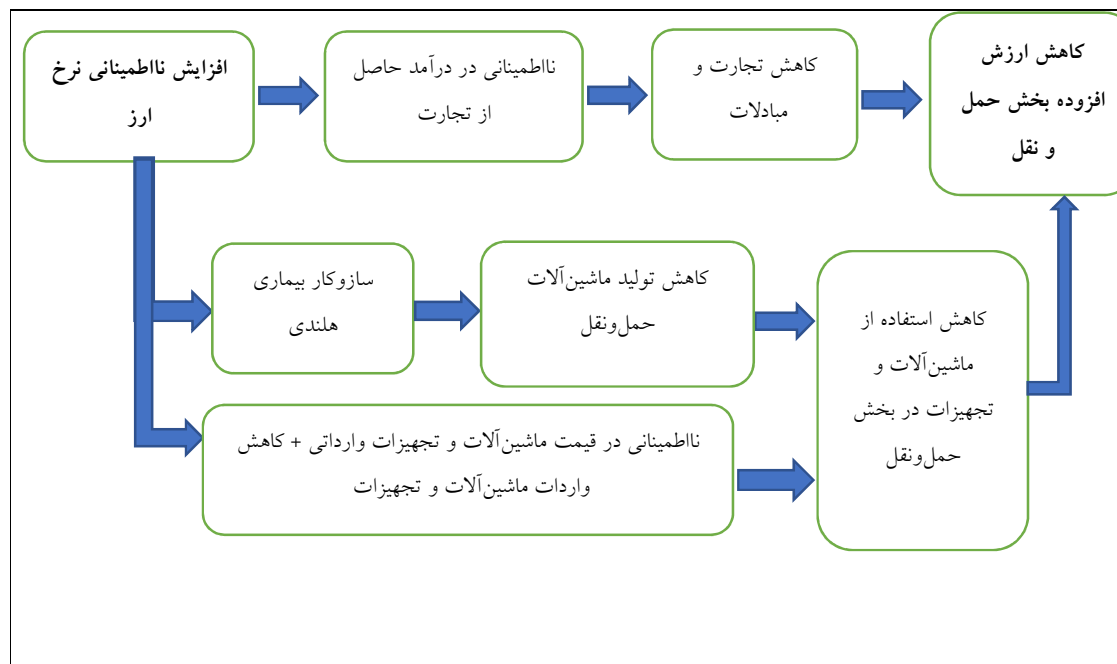 افزایش نااطمینانی نرخ
ارز
نااطمینانی در درآمد حاصل
از تجارت
کاهش تجارت و
مبادلات
کاهش ارزش
افزوده بخش حمل
و نقل
سازوکار بیماری
هلندی
کاهش تولید ماشین‌آلات
حمل‌ونقل
کاهش استفاده از
ماشین‌آلات و
تجهیزات در بخش
حمل‌ونقل
نااطمینانی در قیمت ماشین‌آلات و تجهیزات وارداتی + کاهش
واردات ماشین‌آلات و تجهیزات